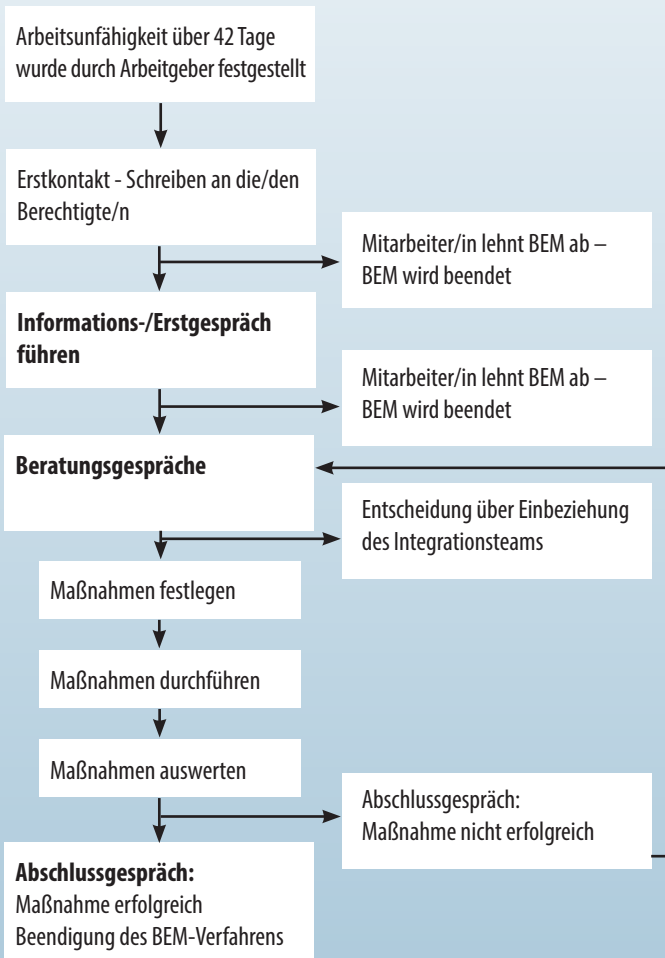 Arbeitsunfähigkeit über 42 Tage
wurde durch Arbeitgeber festgestellt
Erstkontakt - Schreiben an die/den
Berechtigte/n
Mitarbeiter/in lehnt BEM ab –
BEM wird beendet
Informations-/Erstgespräch
führen
Mitarbeiter/in lehnt BEM ab –
BEM wird beendet
Beratungsgespräche
Entscheidung über Einbeziehung
des Integrationsteams
Maßnahmen festlegen
Maßnahmen durchführen
Maßnahmen auswerten
Abschlussgespräch:
Maßnahme nicht erfolgreich
Abschlussgespräch:
Maßnahme erfolgreich
Beendigung des BEM-Verfahrens